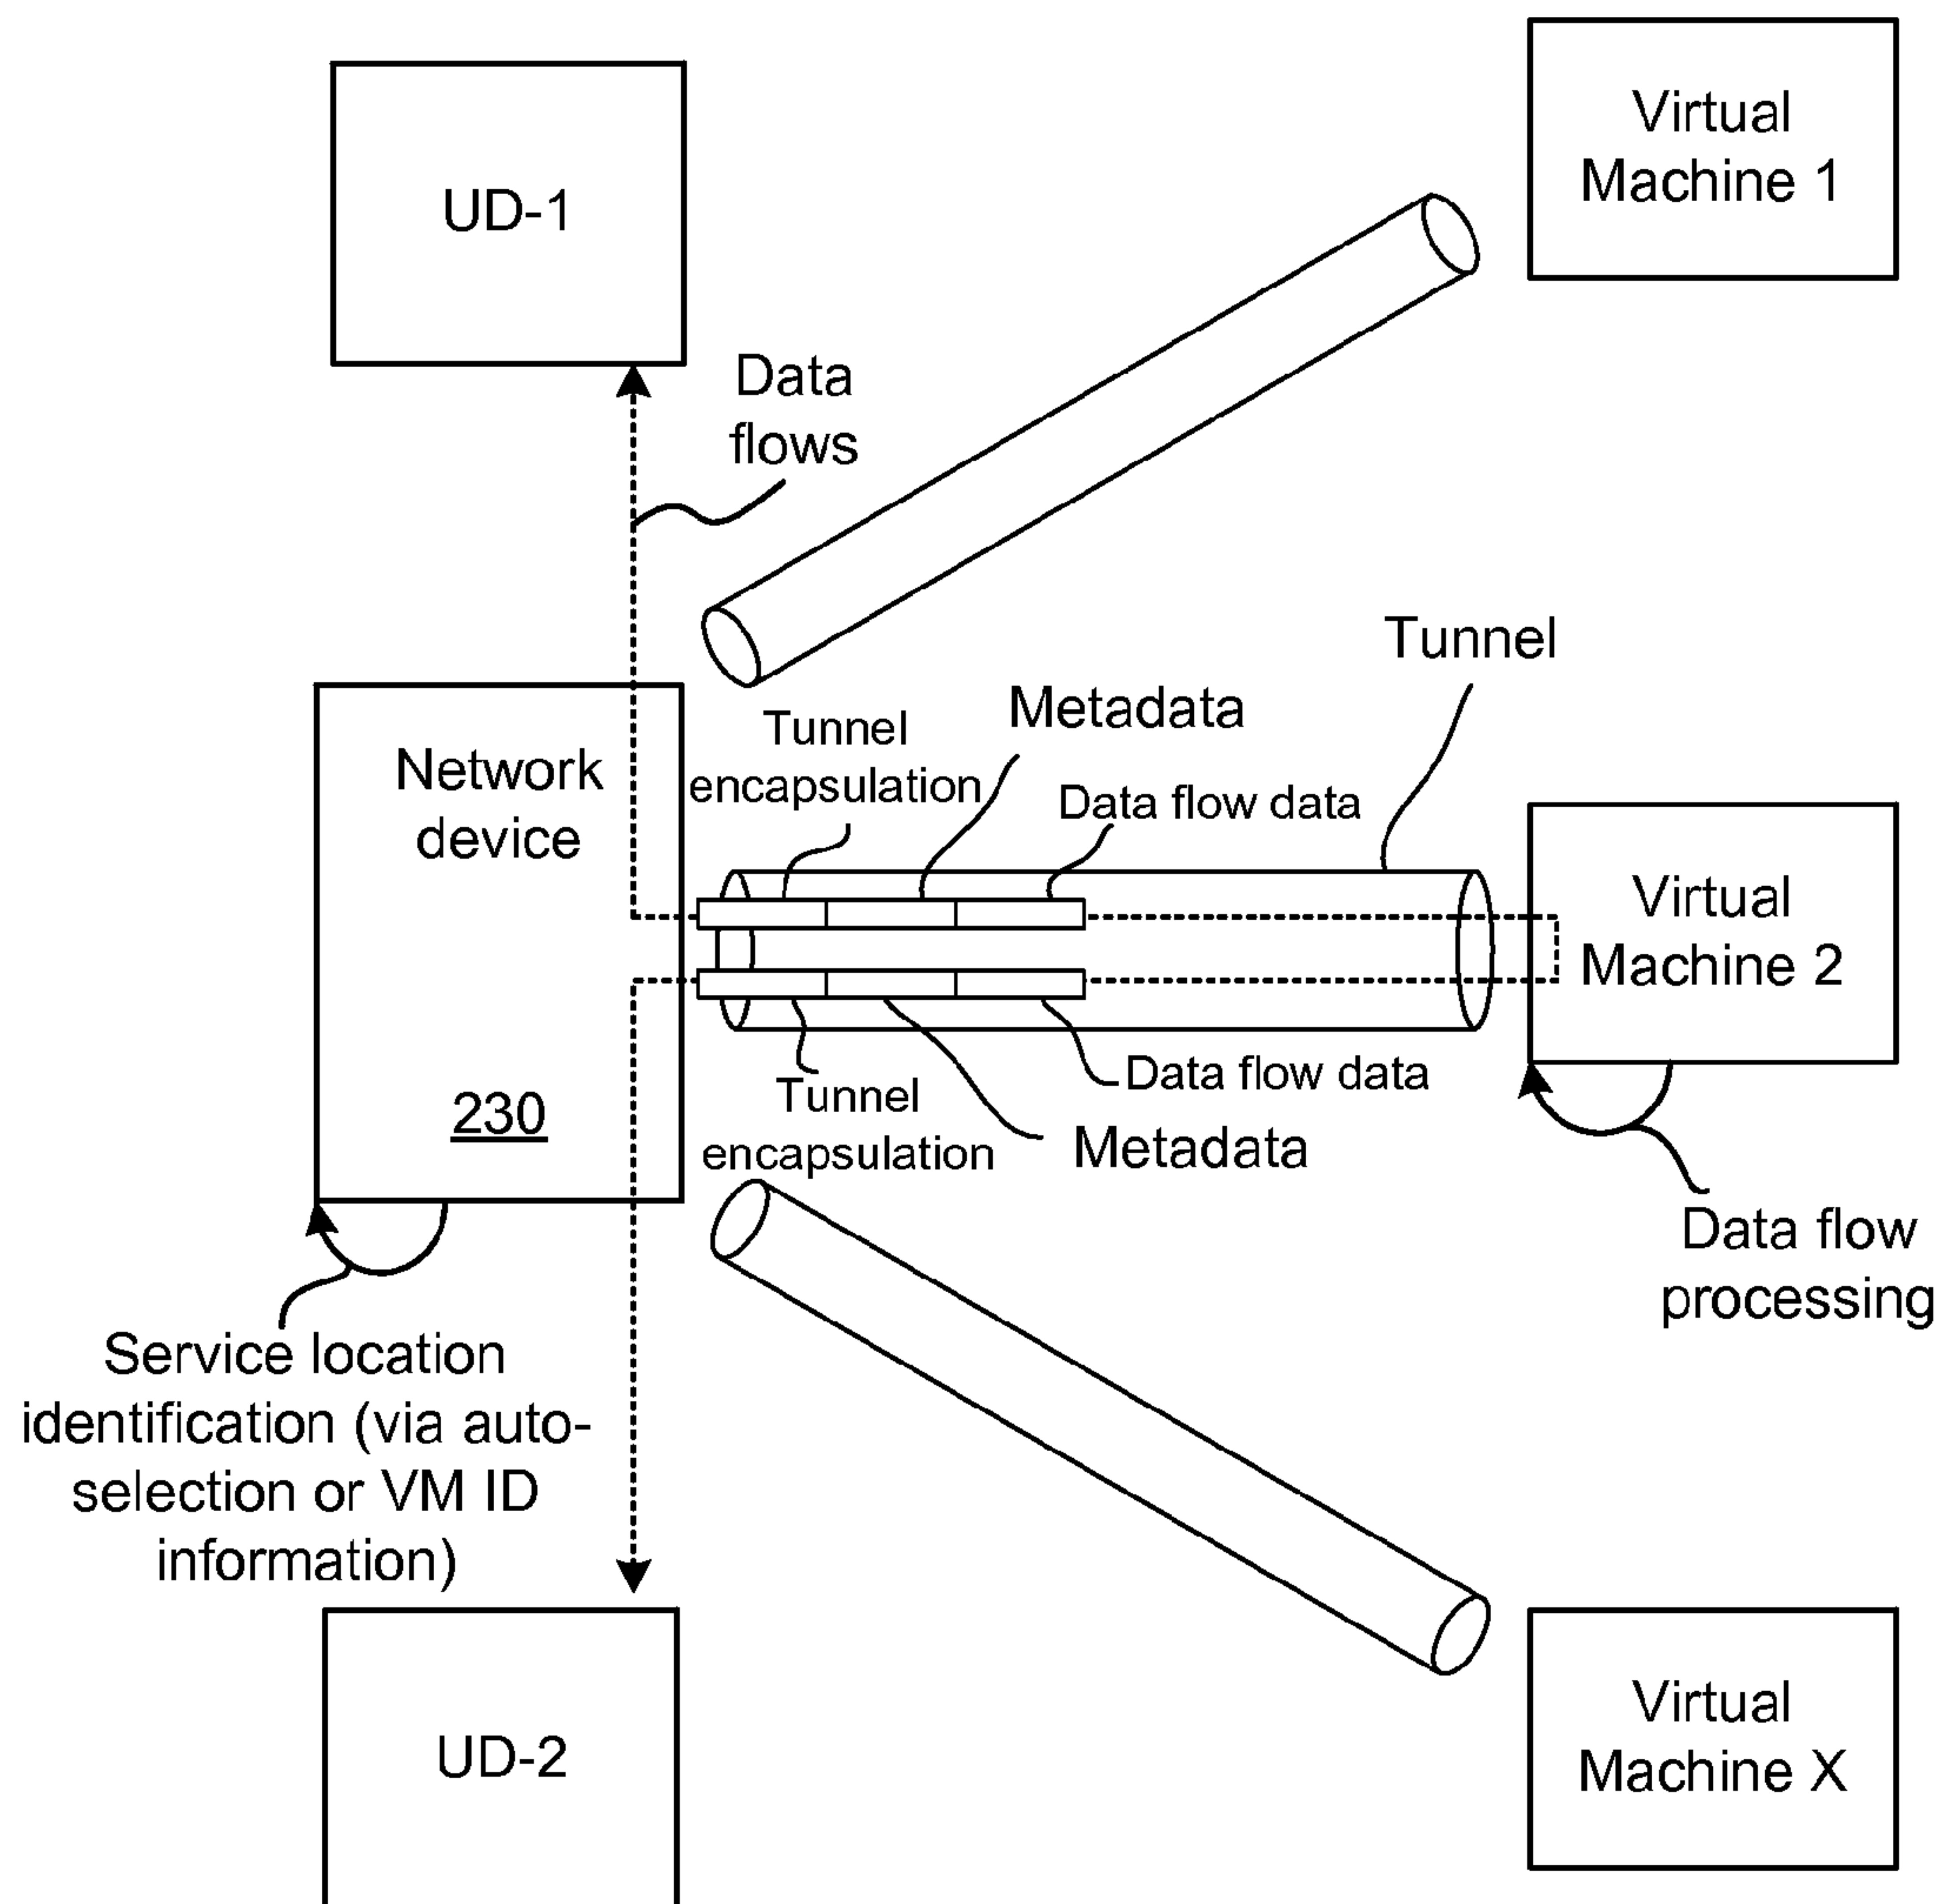 Virtual
Machine 1
UD-1
Data
flows
Tunnel
Metadata
Tunnel
encapsulation
Data flow data
Network
device
230
Virtual
Machine 2
Data flow data
Tunnel
encapsulation
Metadata
Data flow
processing
Service location
identification (via auto-
selection or VM ID
information)
UD-2
Virtual
Machine X